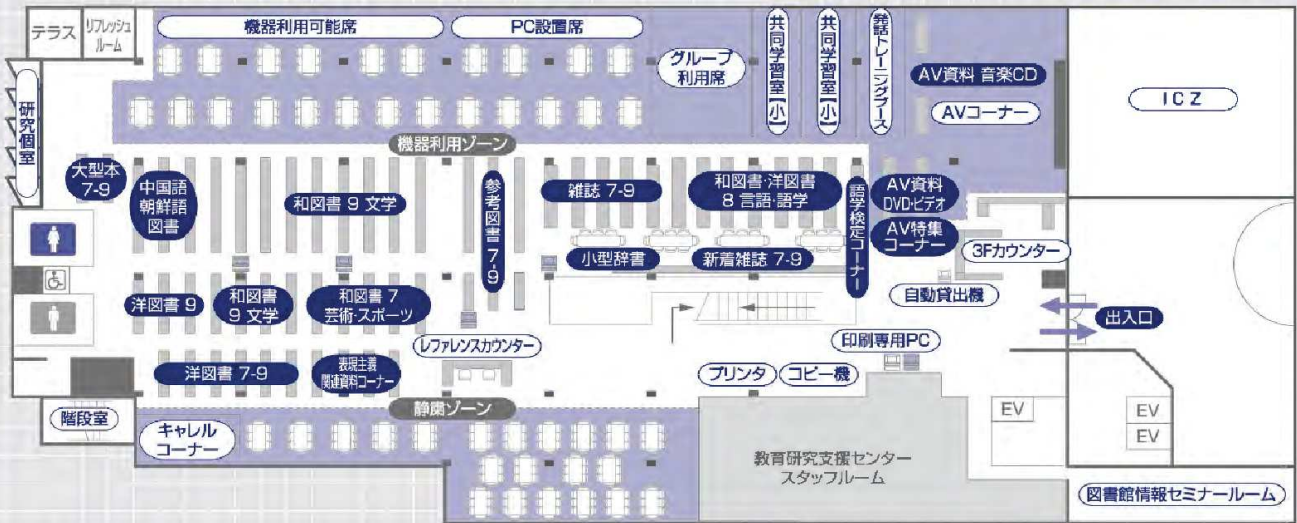 テラス
リフレッシュ
ルーム
機器利用可能席
PC設置席
グループ
利用席
共同学習室【小】
共同学習室【小】
発話トレーニングブース
AV資料 音楽CD
AVコーナー
ICZ
研究個室
機器利用ゾーン
大型本
7-9
中国語
朝鮮語
図書
和図書 9 文学
参考図書 7-9
雑誌 7-9
和図書・洋図書
8 言語・語学
語学検定コーナー
AV資料
DVD・ビデオ
AV特集
コーナー
小型辞書
新着雑誌 7-9
3Fカウンター
自動貸出機
洋図書 9
和図書
9 文学
和図書 7
芸術・スポーツ
出入口
レファレンスカウンター
印刷専用PC
洋図書 7-9
表現主義
関連資料コーナー
プリンタ
コピー機
静粛ゾーン
階段室
キャレル
コーナー
EV
EV
EV
教育研究支援センター
スタッフルーム
図書館情報セミナールーム